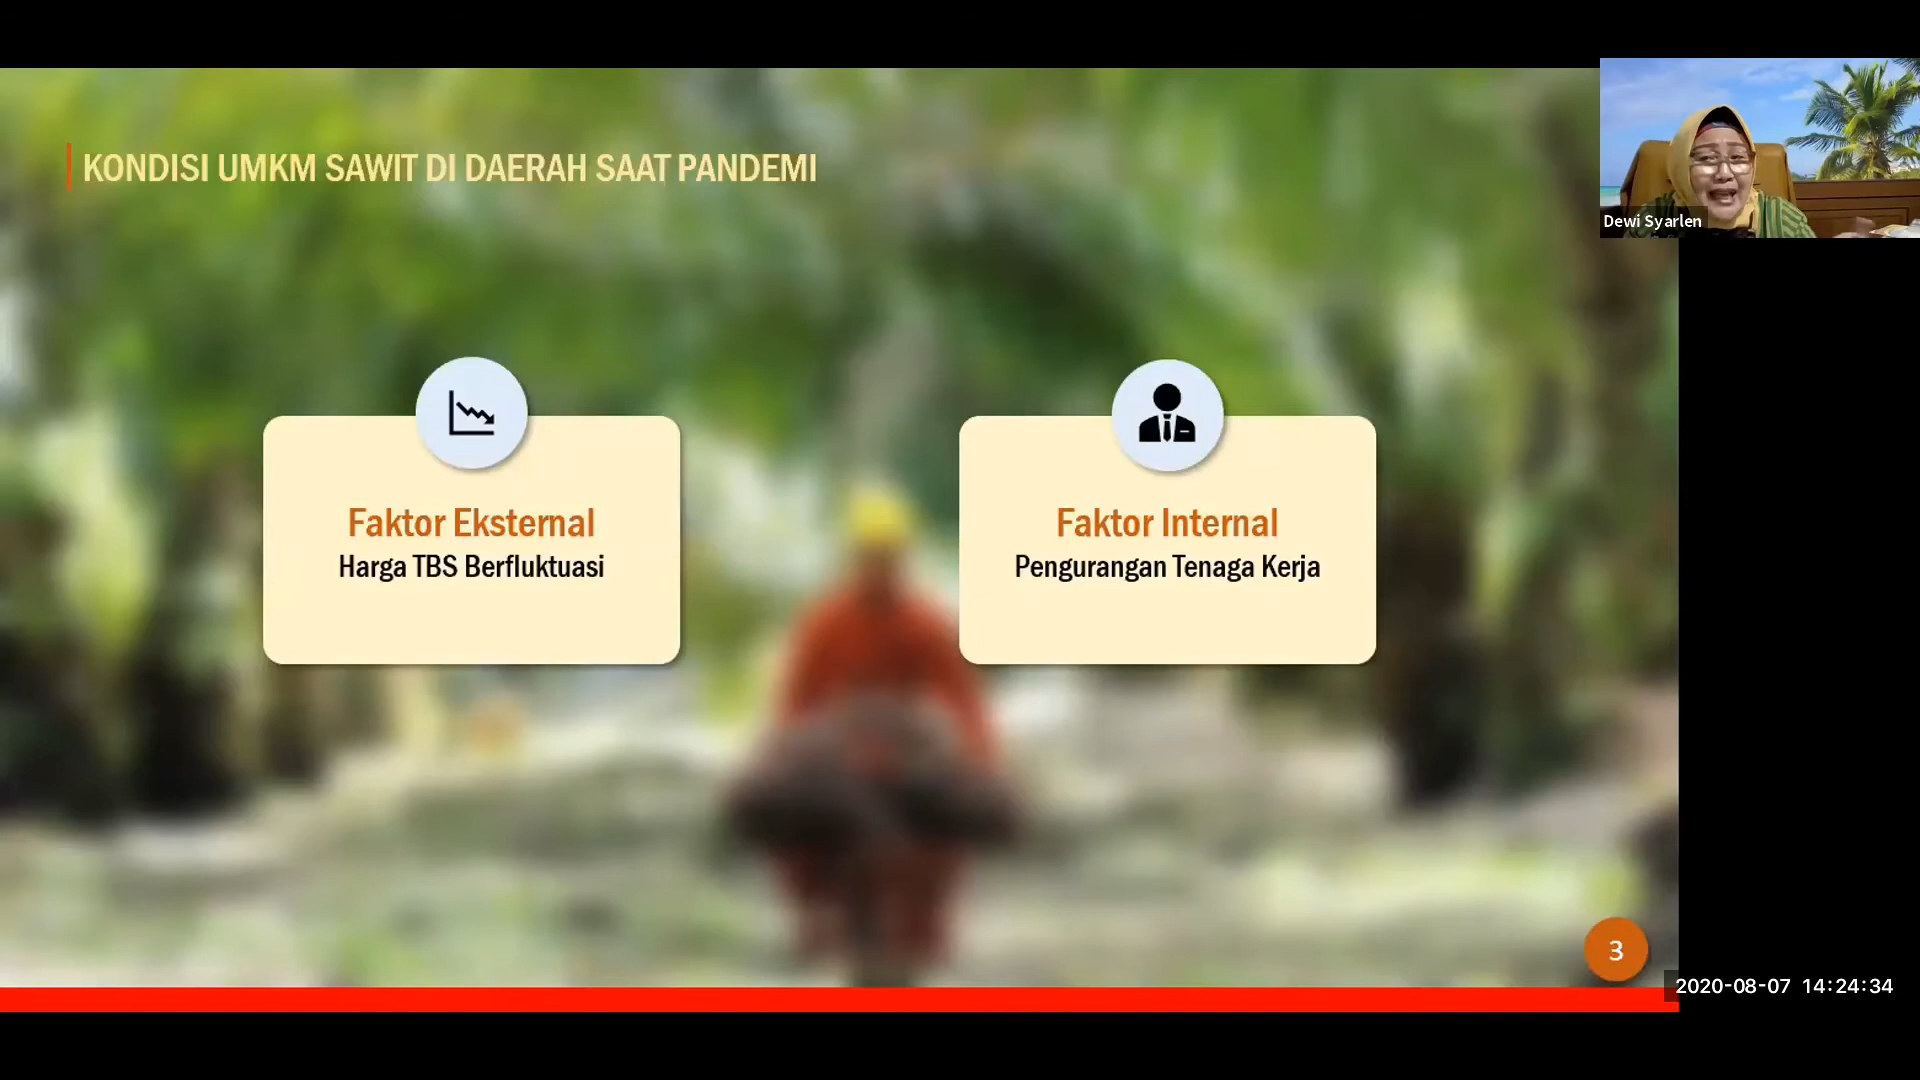 KONDISI UMKM SAWIT DI DAERAH SAAT PANDEMI
Dewi Syarlen
Faktor Eksternal
Harga TBS Berfluktuasi
Faktor Internal
Pengurangan Tenaga Kerja
3
2020-08-07 14:24:34